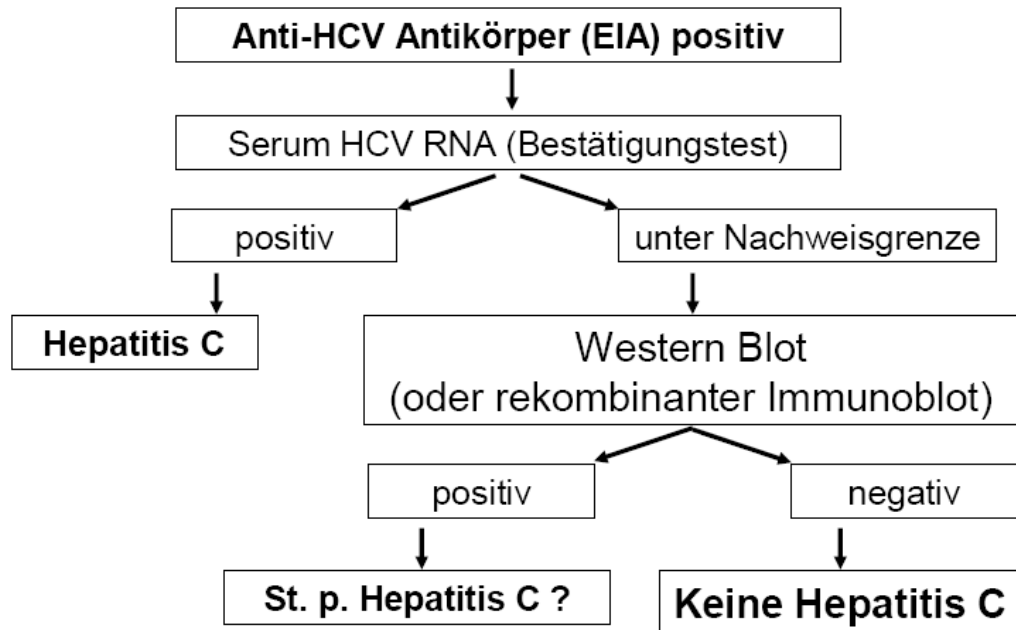 Anti-HCV Antikörper (EIA) positiv
Serum HCV RNA (Bestätigungstest)
positiv
unter Nachweisgrenze
Hepatitis C
Western Blot
(oder rekombinanter Immunoblot)
positiv
negativ
St. p. Hepatitis C ?
Keine Hepatitis C